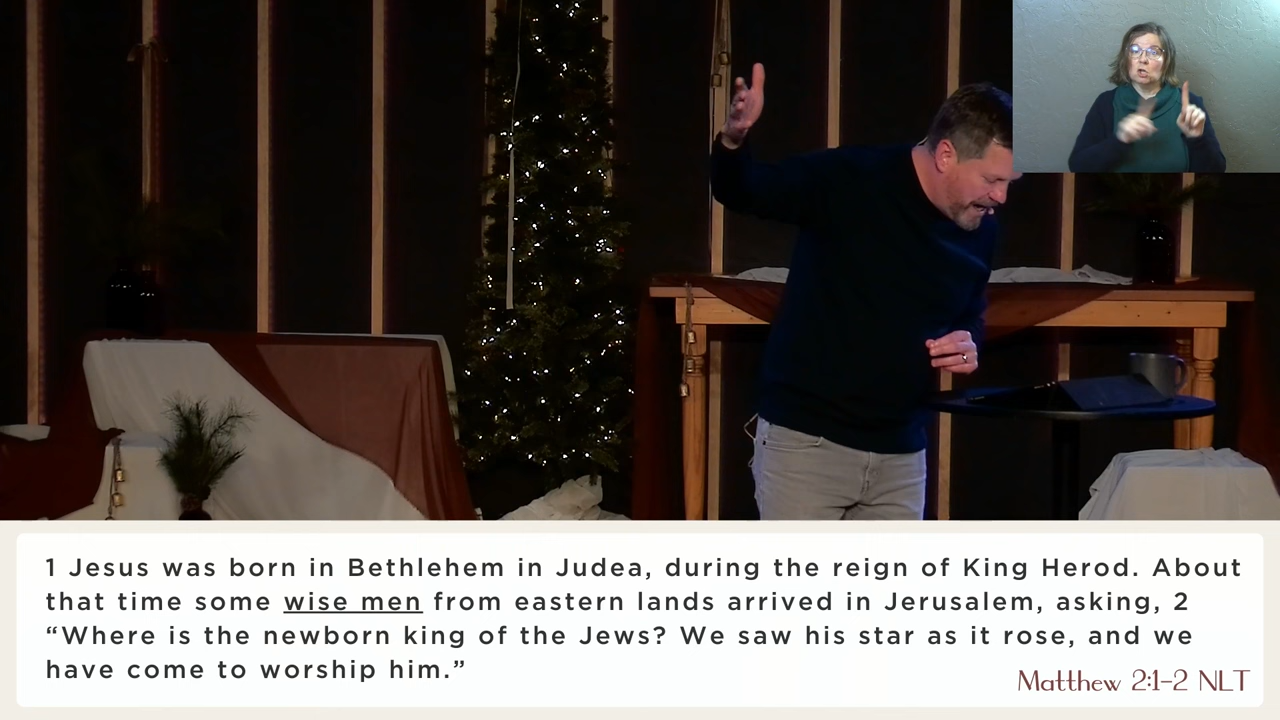 1 Jesus was born in Bethlehem in Judea, during the reign of King Herod. About
that time some wise men from eastern lands arrived in Jerusalem, asking, 2
“Where is the newborn king of the Jews? We saw his star as it rose, and we
have come to worship him.”
Matthew 2:1-2 NLT